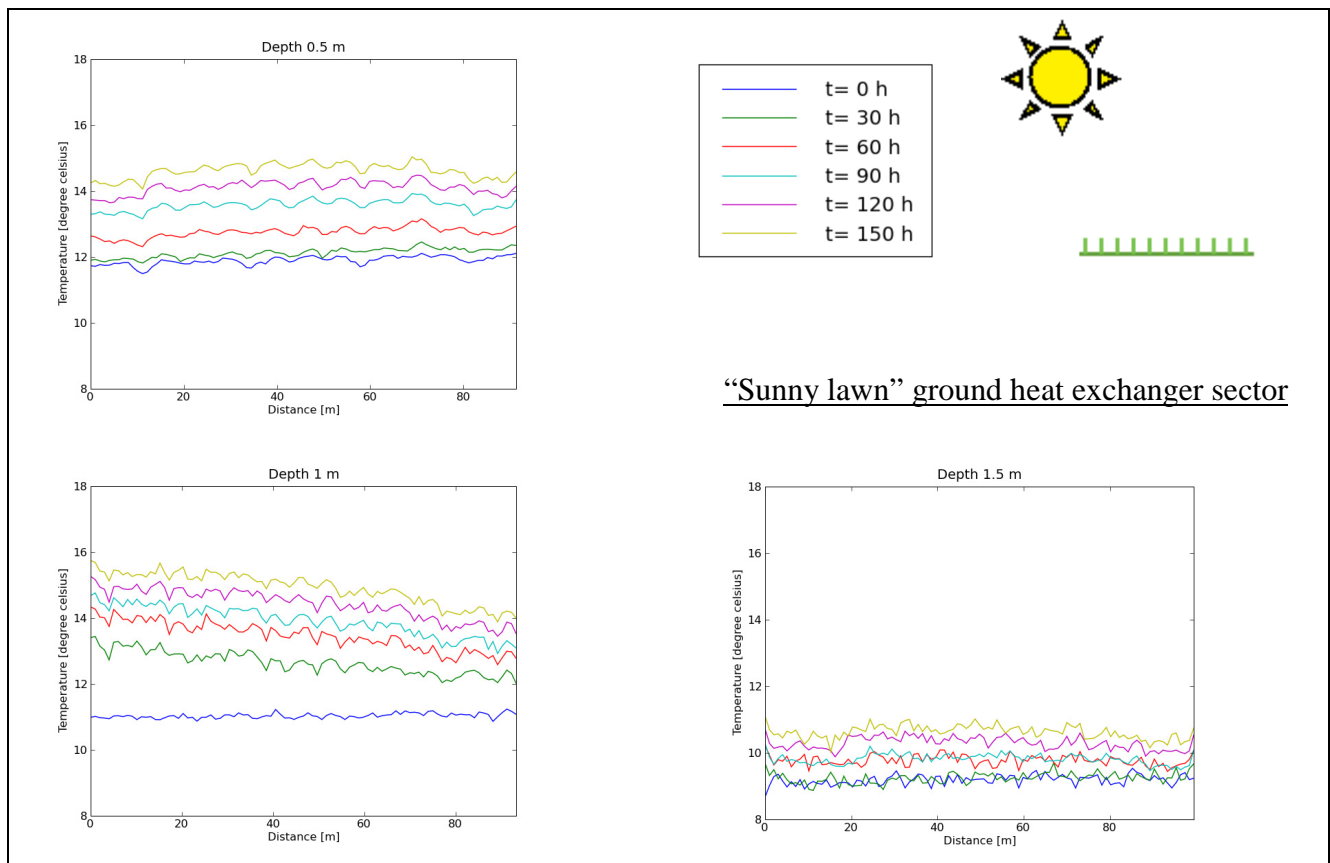 Depth 0.5 m
18
16
14
12
10
8
Temperature [degree celsius]
0 20 40 60 80
Distance [m]
t= 0 h
t= 30 h
t= 60 h
t= 90 h
t= 120 h
t= 150 h
“Sunny lawn” ground heat exchanger sector
Depth 1 m
18
16
14
12
10
8
Temperature [degree celsius]
0 20 40 60 80
Distance [m]
Depth 1.5 m
18
16
14
12
10
8
Temperature [degree celsius]
0 20 40 60 80
Distance [m]